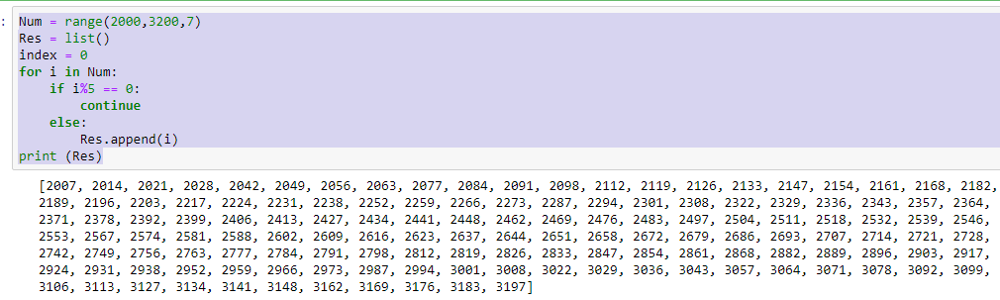 :
Num = range(2000,3200,7)
Res = list()
index = 0
for i in Num:
    if i%5 == 0:
        continue
    else:
        Res.append(i)
print (Res)
[2007, 2014, 2021, 2028, 2042, 2049, 2056, 2063, 2077, 2084, 2091, 2098, 2112, 2119, 2126, 2133, 2147, 2154, 2161, 2168, 2182,
2189, 2196, 2203, 2217, 2224, 2231, 2238, 2252, 2259, 2266, 2273, 2287, 2294, 2301, 2308, 2322, 2329, 2336, 2343, 2357, 2364,
2371, 2378, 2392, 2399, 2406, 2413, 2427, 2434, 2441, 2448, 2462, 2469, 2476, 2483, 2497, 2504, 2511, 2518, 2532, 2539, 2546,
2553, 2567, 2574, 2581, 2588, 2602, 2609, 2616, 2623, 2637, 2644, 2651, 2658, 2672, 2679, 2686, 2693, 2707, 2714, 2721, 2728,
2742, 2749, 2756, 2763, 2777, 2784, 2791, 2798, 2812, 2819, 2826, 2833, 2847, 2854, 2861, 2868, 2882, 2889, 2896, 2903, 2917,
2924, 2931, 2938, 2952, 2959, 2966, 2973, 2987, 2994, 3001, 3008, 3022, 3029, 3036, 3043, 3057, 3064, 3071, 3078, 3092, 3099,
3106, 3113, 3127, 3134, 3141, 3148, 3162, 3169, 3176, 3183, 3197]